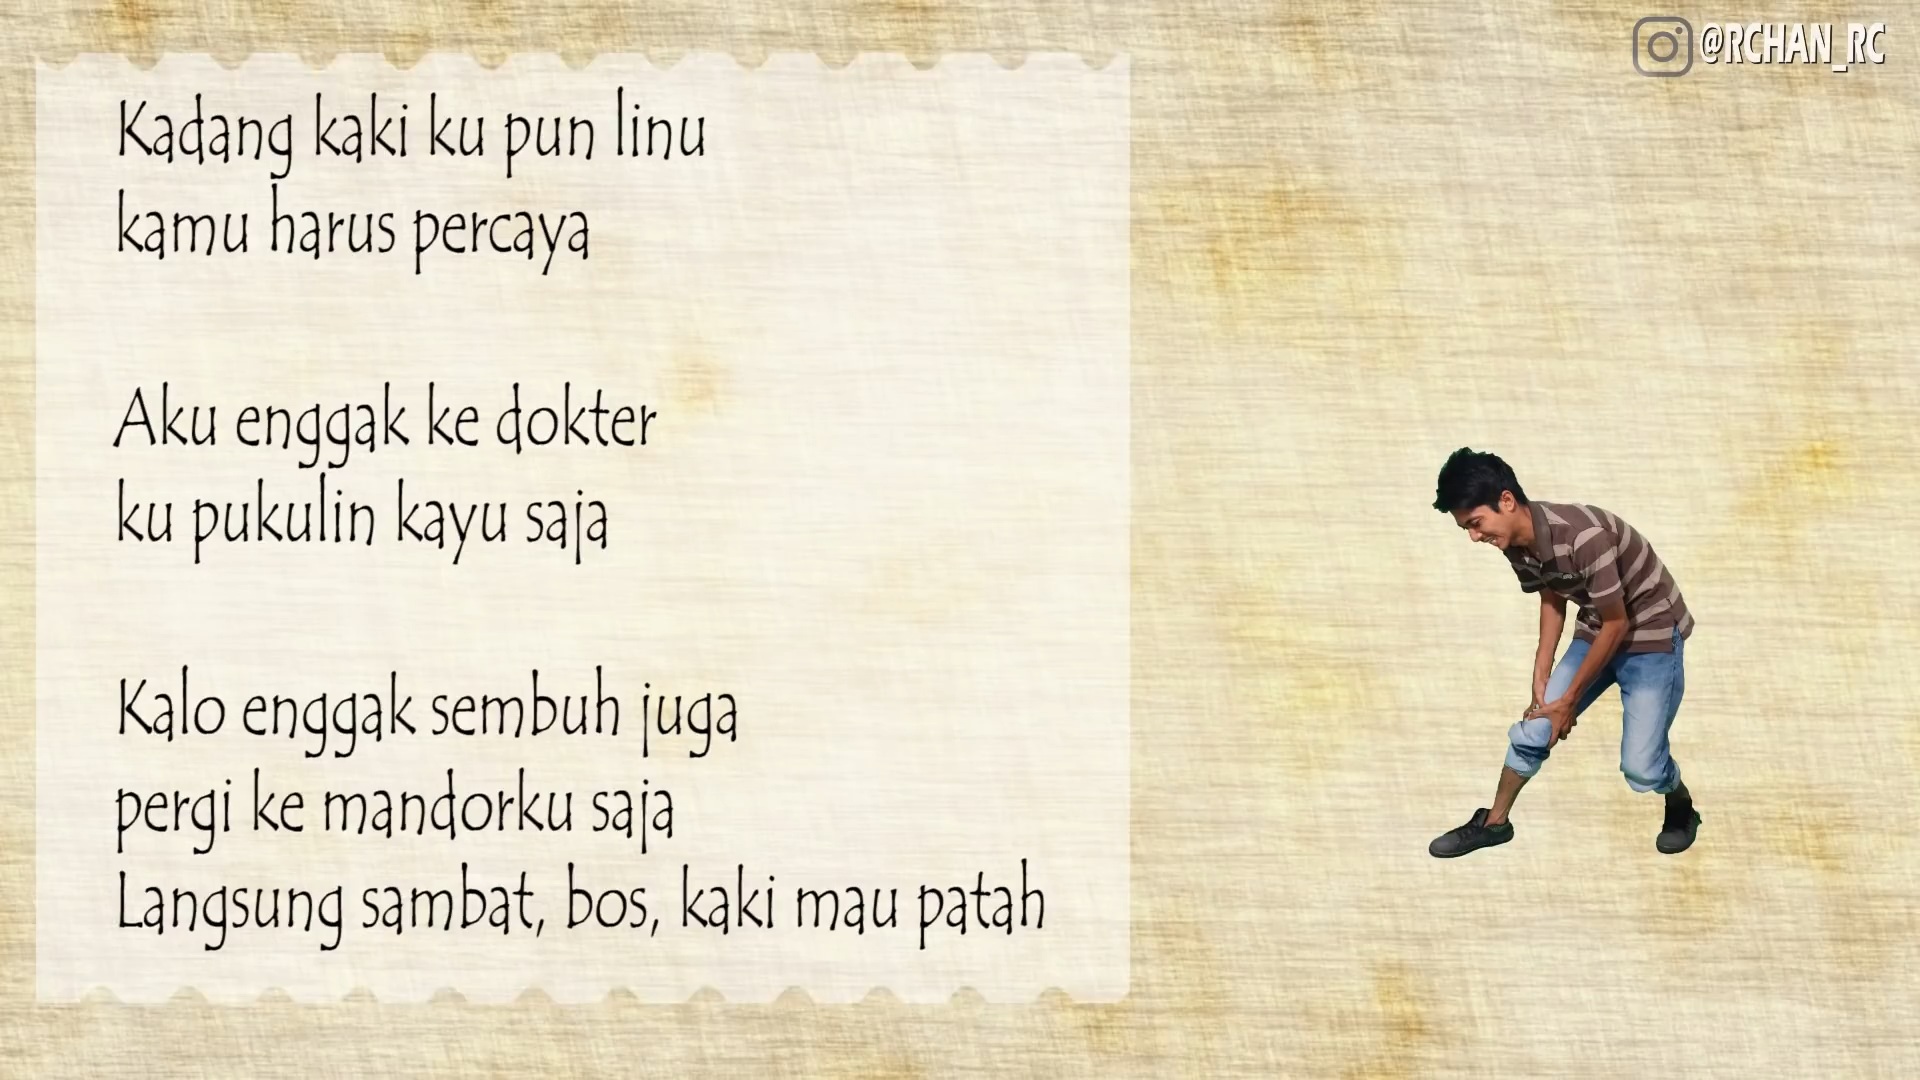 @RCHAN_RC
Kadang kaki ku pun linu
kamu harus percaya
Aku enggak ke dokter
ku pukulin kayu saja
Kalo enggak sembuh juga
pergi ke mandorku saja
Langsung sambat, bos, kaki mau patah